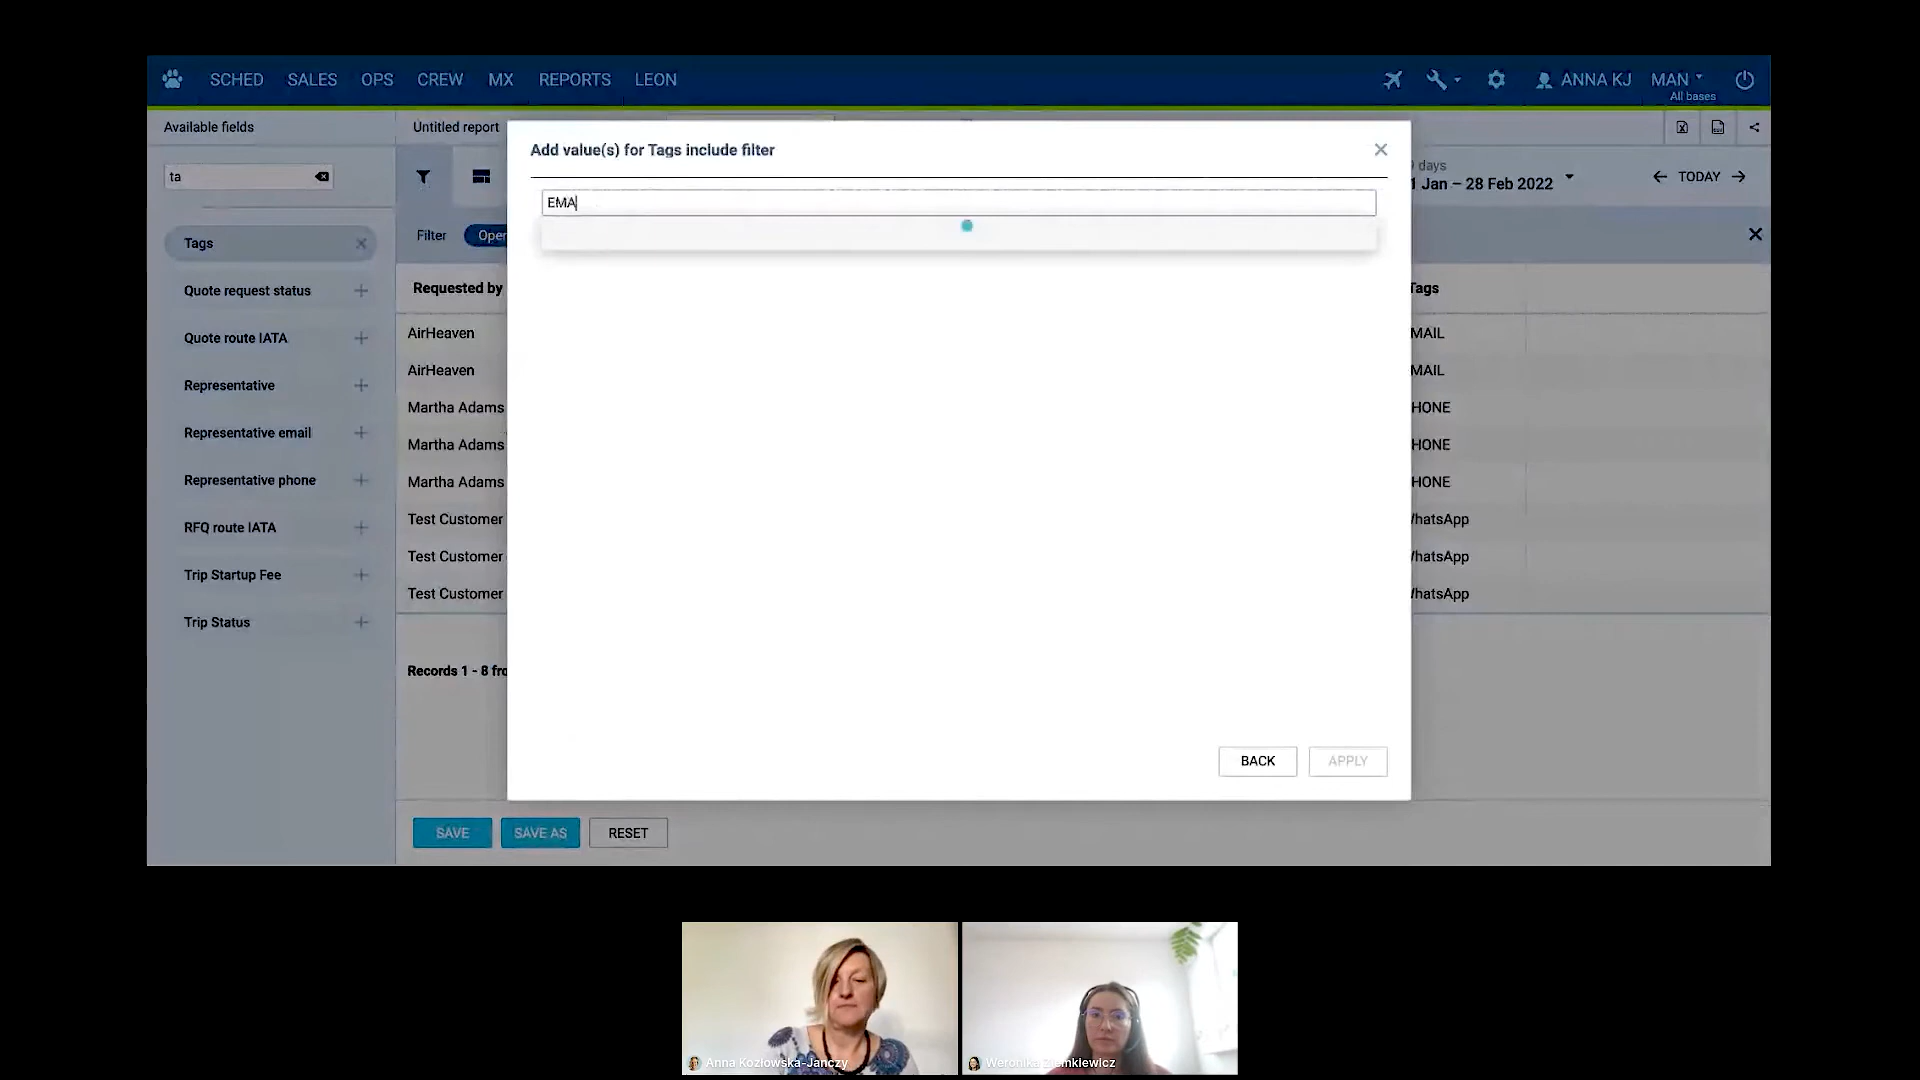 SCHED SALES OPS CREW MX REPORTS LEON ANNA KJ MAN
All bases
Available fields Untitled report
Add value(s) for Tags include filter
days
1 Jan – 28 Feb 2022 TODAY
ta
EMA
Tags
Filter Oper
Quote request status
Quote route IATA
Representative
Representative email
Representative phone
RFQ route IATA
Trip Startup Fee
Trip Status
Requested by Tags
AirHeaven MAIL
AirHeaven MAIL
Martha Adams HONE
Martha Adams HONE
Martha Adams HONE
Test Customer hatsApp
Test Customer hatsApp
Test Customer hatsApp
Records 1 - 8 fro
BACK APPLY
SAVE SAVE AS RESET
Anna Kozłowska-Janczy Weronika